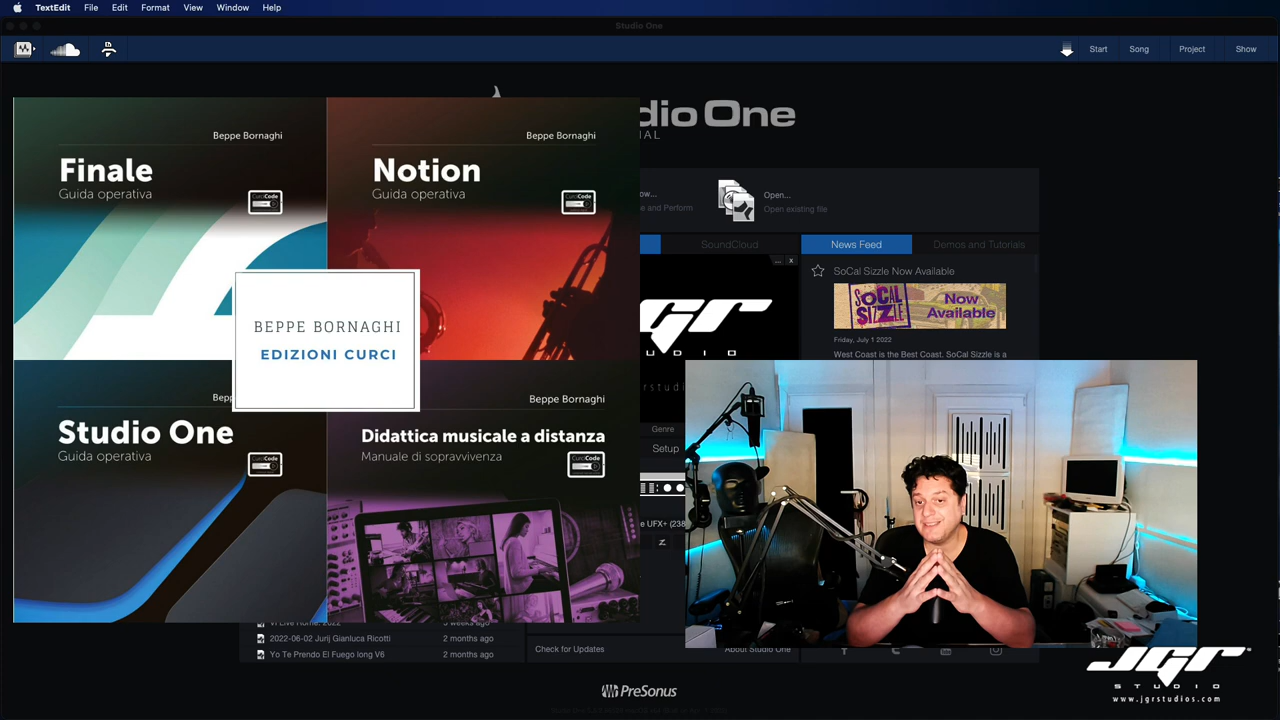 TextEdit File Edit Format View Window Help
Studio One
Start Song Project Show
dio One
Beppe Bornaghi
Finale
Guida operativa
Beppe Bornaghi
Notion
Guida operativa
BEPPE BORNAGHI
EDIZIONI CURCI
Studio One
Guida operativa
Beppe Bornaghi
Didattica musicale a distanza
Manuale di sopravvivenza
Open...
e and Perform Open existing file
SoundCloud News Feed Demos and Tutorials
SoCal Sizzle Now Available
SoCAL SIZZLE Now Available
Friday, July 1 2022
West Coast is the Best Coast. SoCal Sizzle is a
Genre
Setup
e UFX+ (238
2022-06-02 Jurij Gianluca Ricotti 2 months ago
Yo Te Prendo El Fuego long V6 2 months ago
Check for Updates About Studio One
PreSonus
JGR
STUDIO
www.jgrstudios.com